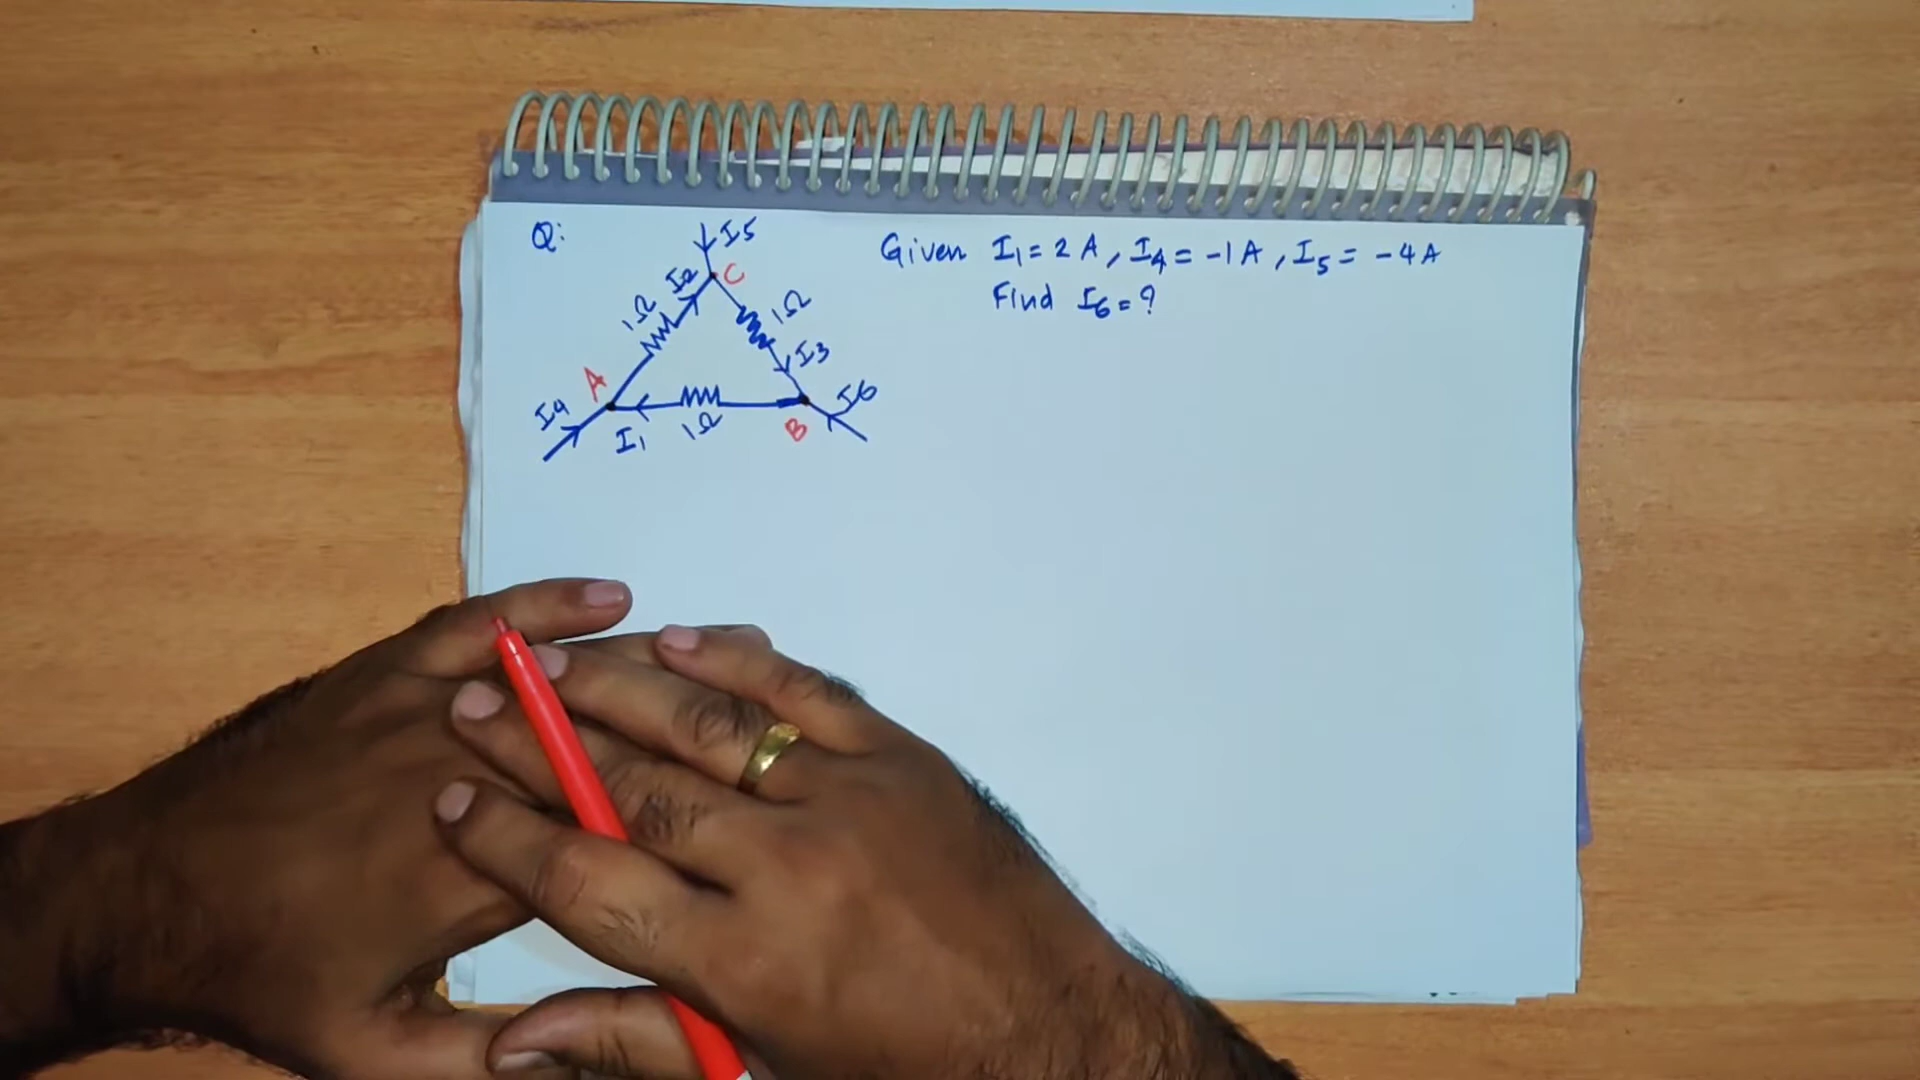 Q:
Given I1 = 2 A, I4 = -1 A, I5 = -4 A
Find I6 = ?
I5
C
I2
1Ω
1Ω
I3
A
I4
I1
1Ω
B
I6